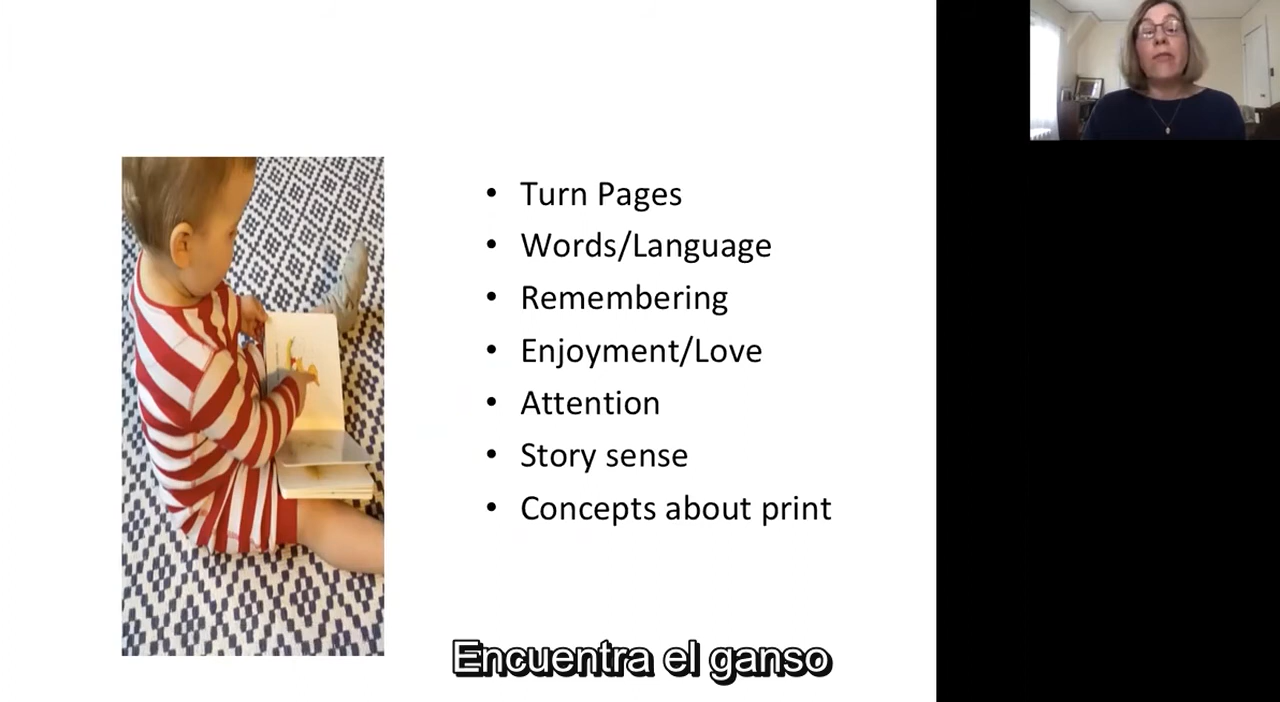 • Turn Pages
• Words/Language
• Remembering
• Enjoyment/Love
• Attention
• Story sense
• Concepts about print
Encuentra el ganso